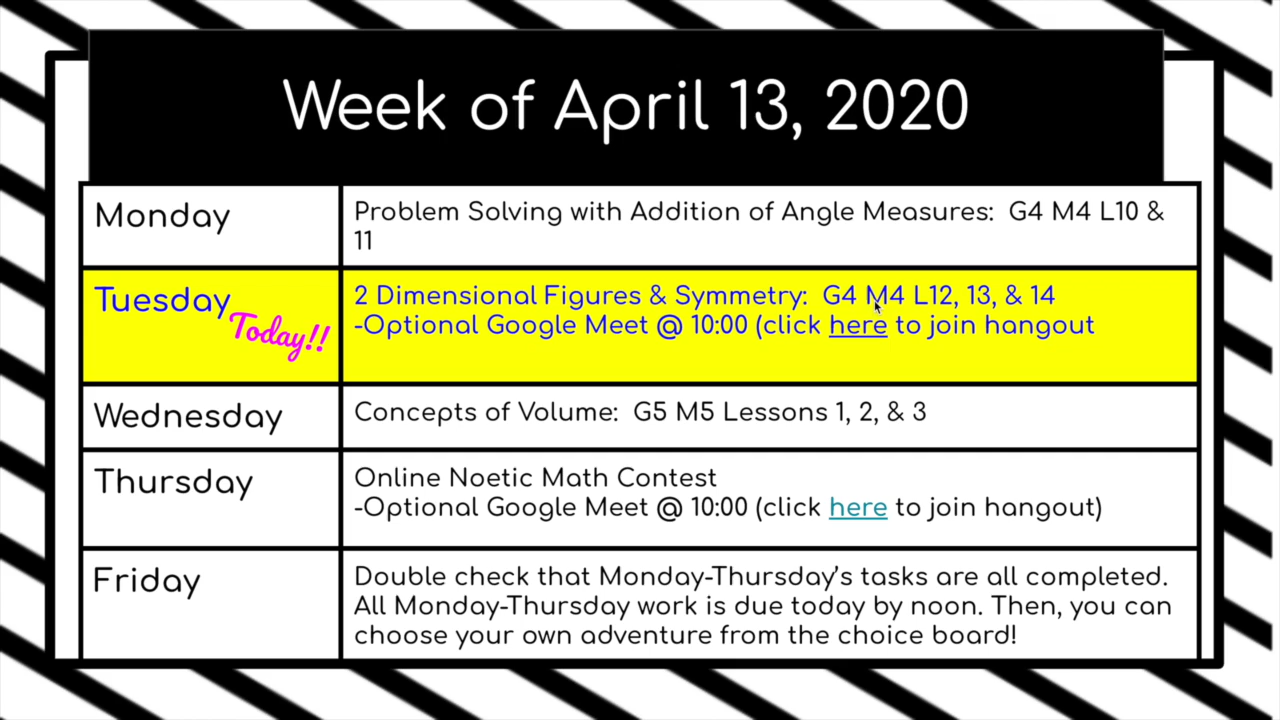 Week of April 13, 2020
Monday
Problem Solving with Addition of Angle Measures:  G4 M4 L10 &
11
Tuesday
Today!!
2 Dimensional Figures & Symmetry:  G4 M4 L12, 13, & 14
-Optional Google Meet @ 10:00 (click here to join hangout
Wednesday
Concepts of Volume:  G5 M5 Lessons 1, 2, & 3
Thursday
Online Noetic Math Contest
-Optional Google Meet @ 10:00 (click here to join hangout)
Friday
Double check that Monday-Thursday's tasks are all completed.
All Monday-Thursday work is due today by noon. Then, you can
choose your own adventure from the choice board!